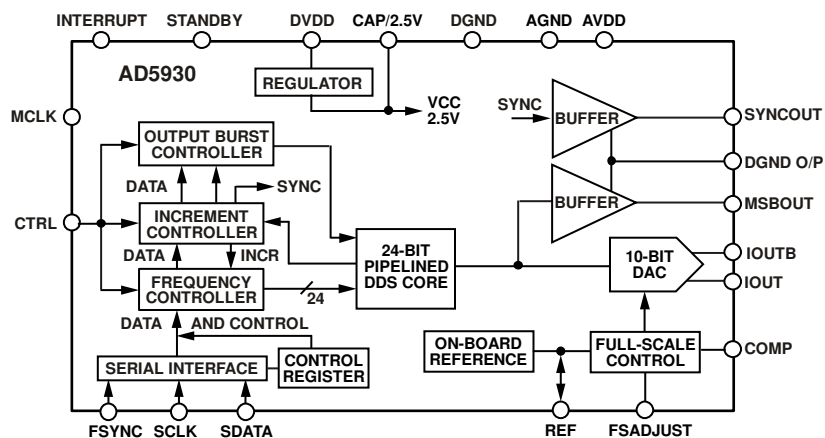 INTERRUPT STANDBY DVDD CAP/2.5V DGND AGND AVDD
AD5930
REGULATOR
VCC
2.5V
SYNC
BUFFER
SYNCOUT
MCLK
OUTPUT BURST
CONTROLLER
DGND O/P
DATA
SYNC
BUFFER
MSBOUT
CTRL
INCREMENT
CONTROLLER
24-BIT
PIPELINED
DDS CORE
10-BIT
DAC
IOUTB
IOUT
DATA
INCR
FREQUENCY
CONTROLLER
24
DATA
AND CONTROL
ON-BOARD
REFERENCE
FULL-SCALE
CONTROL
COMP
SERIAL INTERFACE
CONTROL
REGISTER
FSYNC SCLK SDATA REF FSADJUST